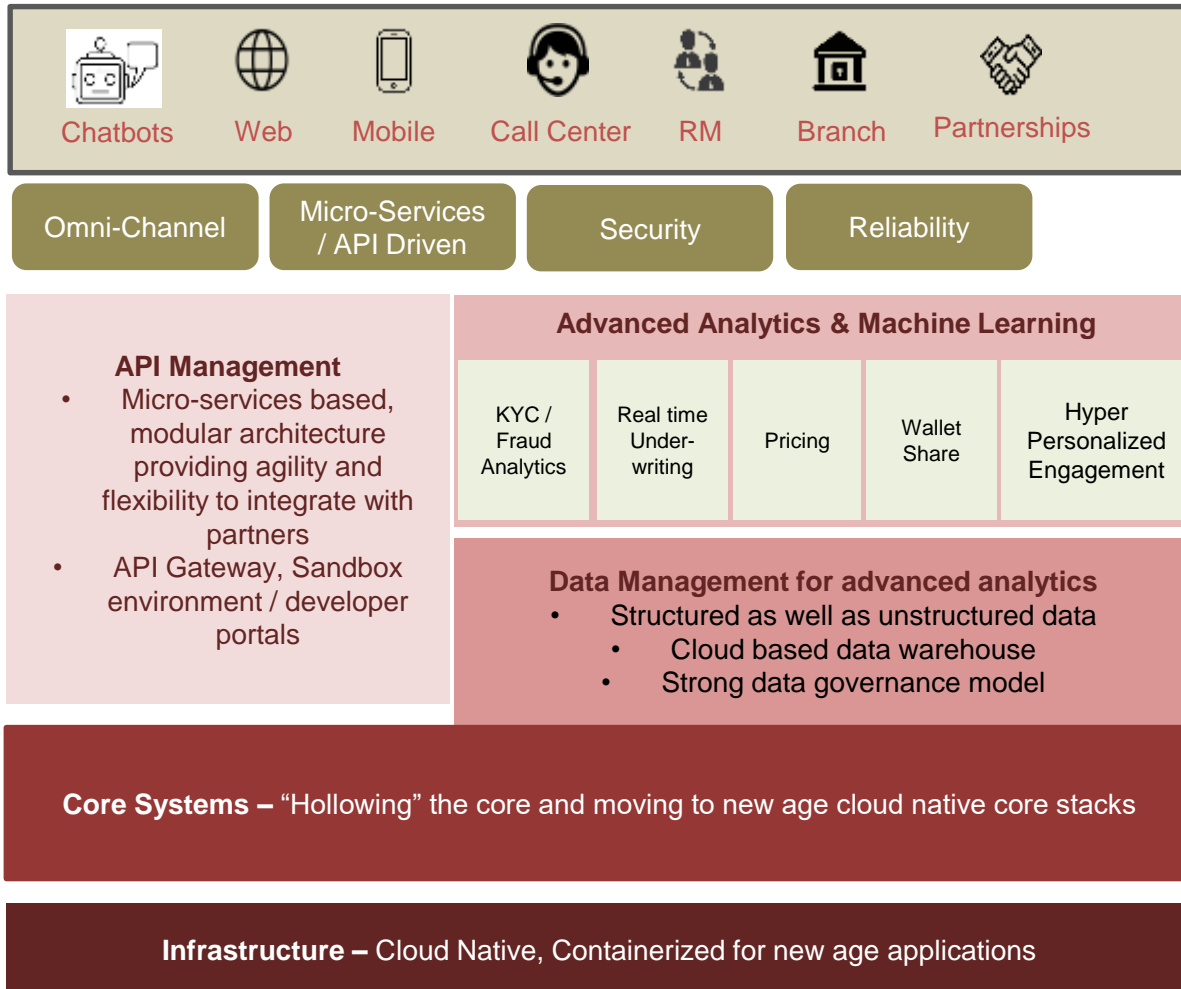 Chatbots
Web
Mobile
Call Center
RM
Branch
Partnerships
Omni-Channel
Micro-Services
/ API Driven
Security
Reliability
API Management
• Micro-services based,
modular architecture
providing agility and
flexibility to integrate with
partners
• API Gateway, Sandbox
environment / developer
portals
Advanced Analytics & Machine Learning
KYC /
Fraud
Analytics
Real time
Under-
writing
Pricing
Wallet
Share
Hyper
Personalized
Engagement
Data Management for advanced analytics
• Structured as well as unstructured data
• Cloud based data warehouse
• Strong data governance model
Core Systems – “Hollowing” the core and moving to new age cloud native core stacks
Infrastructure – Cloud Native, Containerized for new age applications